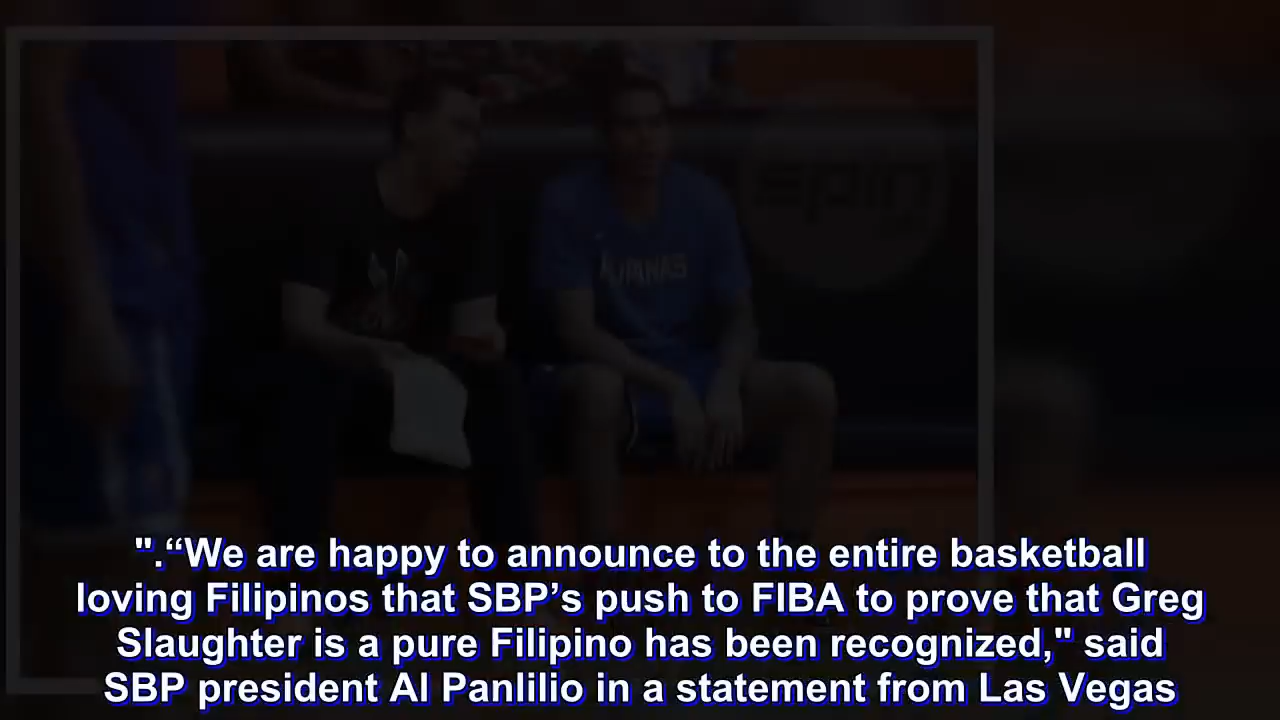 spin
".“We are happy to announce to the entire basketball
loving Filipinos that SBP’s push to FIBA to prove that Greg
Slaughter is a pure Filipino has been recognized," said
SBP president Al Panlilio in a statement from Las Vegas